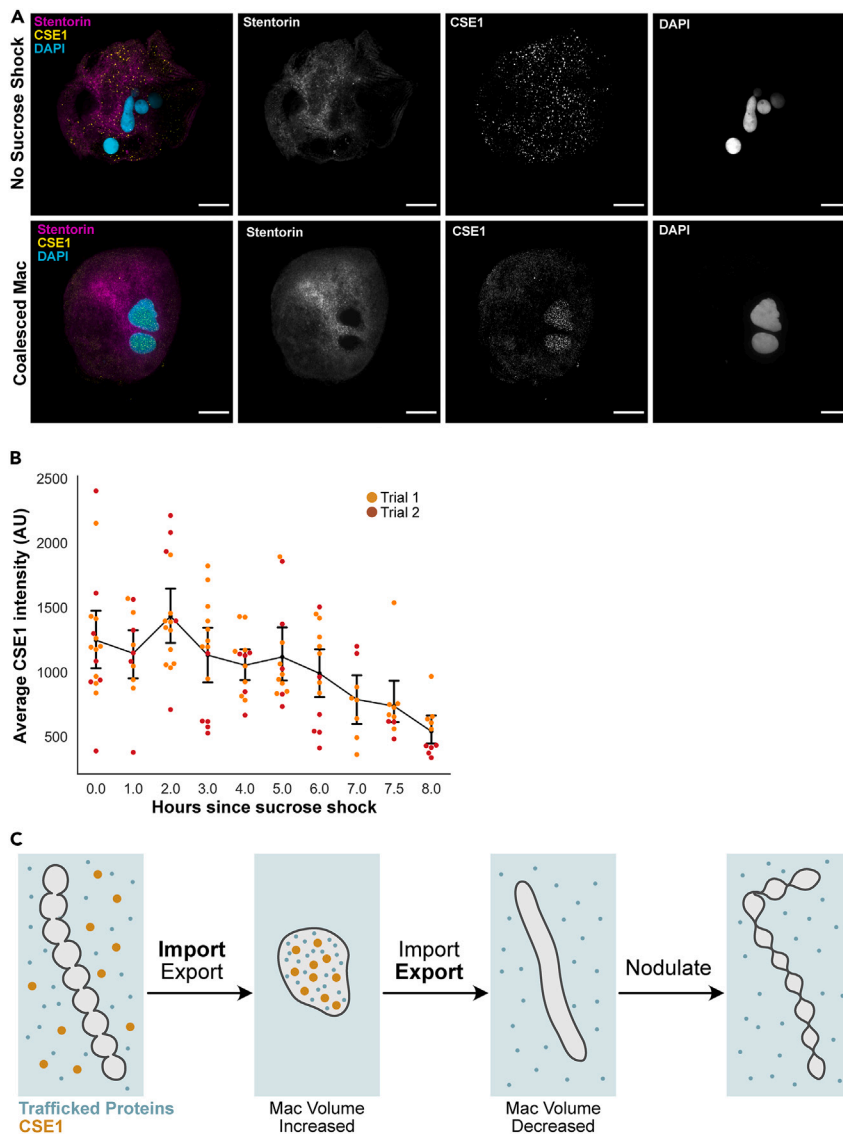 A
No Sucrose Shock
Stentorin
CSE1
DAPI
Stentorin
CSE1
DAPI
Coalesced Mac
Stentorin
CSE1
DAPI
Stentorin
CSE1
DAPI
B
Average CSE1 intensity (AU)
2500
2000
1500
1000
500
Trial 1
Trial 2
0.0 1.0 2.0 3.0 4.0 5.0 6.0 7.0 7.5 8.0
Hours since sucrose shock
C
Import
Export
Import
Export
Nodulate
Trafficked Proteins
CSE1
Mac Volume
Increased
Mac Volume
Decreased